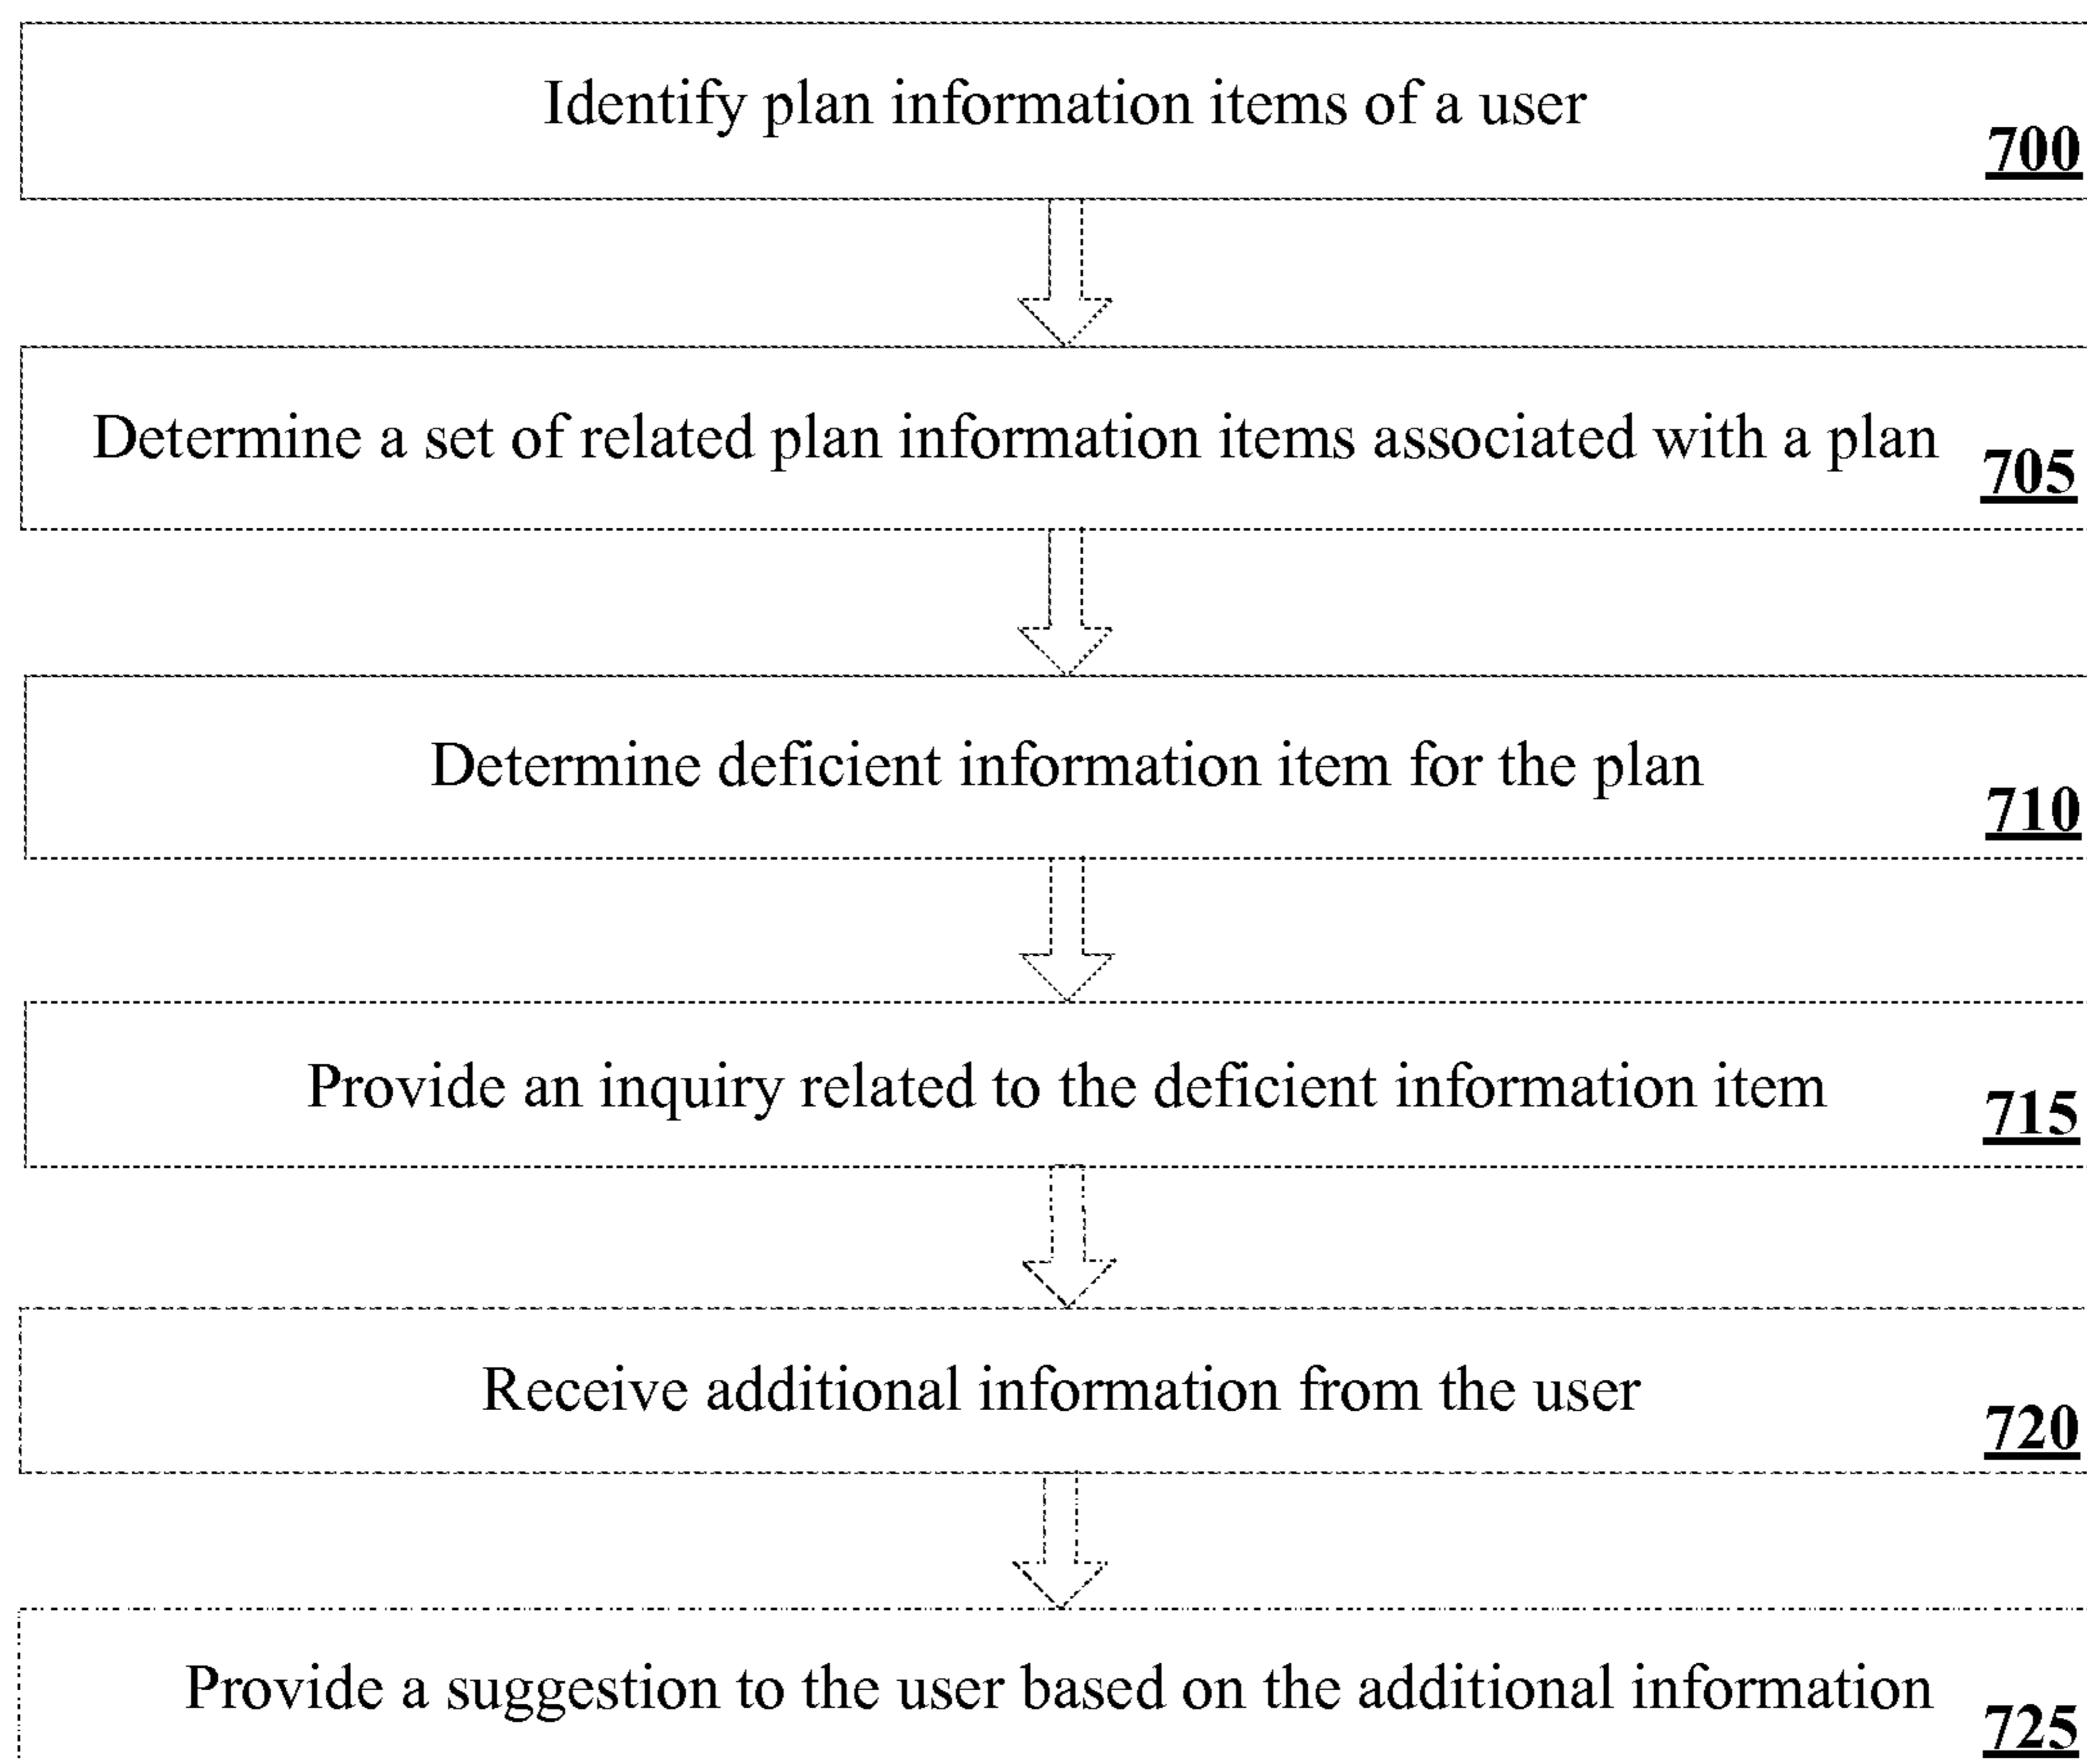 Identify plan information items of a user
700
Determine a set of related plan information items associated with a plan
705
Determine deficient information item for the plan
710
Provide an inquiry related to the deficient information item
715
Receive additional information from the user
720
Provide a suggestion to the user based on the additional information
725